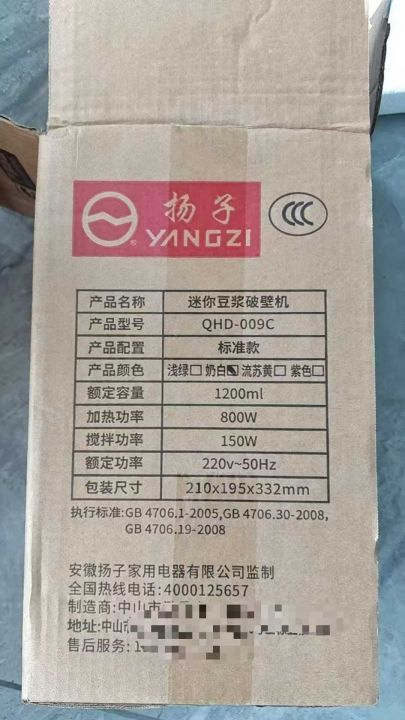 扬子
YANGZI
®
CCC
产品名称 迷你豆浆破壁机
产品型号 QHD-009C
产品配置 标准款
产品颜色 浅绿□ 奶白☑ 流苏黄□ 紫色□
额定容量 1200ml
加热功率 800W
搅拌功率 150W
额定功率 220v~50Hz
包装尺寸 210x195x332mm
执行标准:GB 4706.1-2005,GB 4706.30-2008,
GB 4706.19-2008
安徽扬子家用电器有限公司监制
全国热线电话:4000125657
制造商:中山市
地址:中山市
售后服务:1